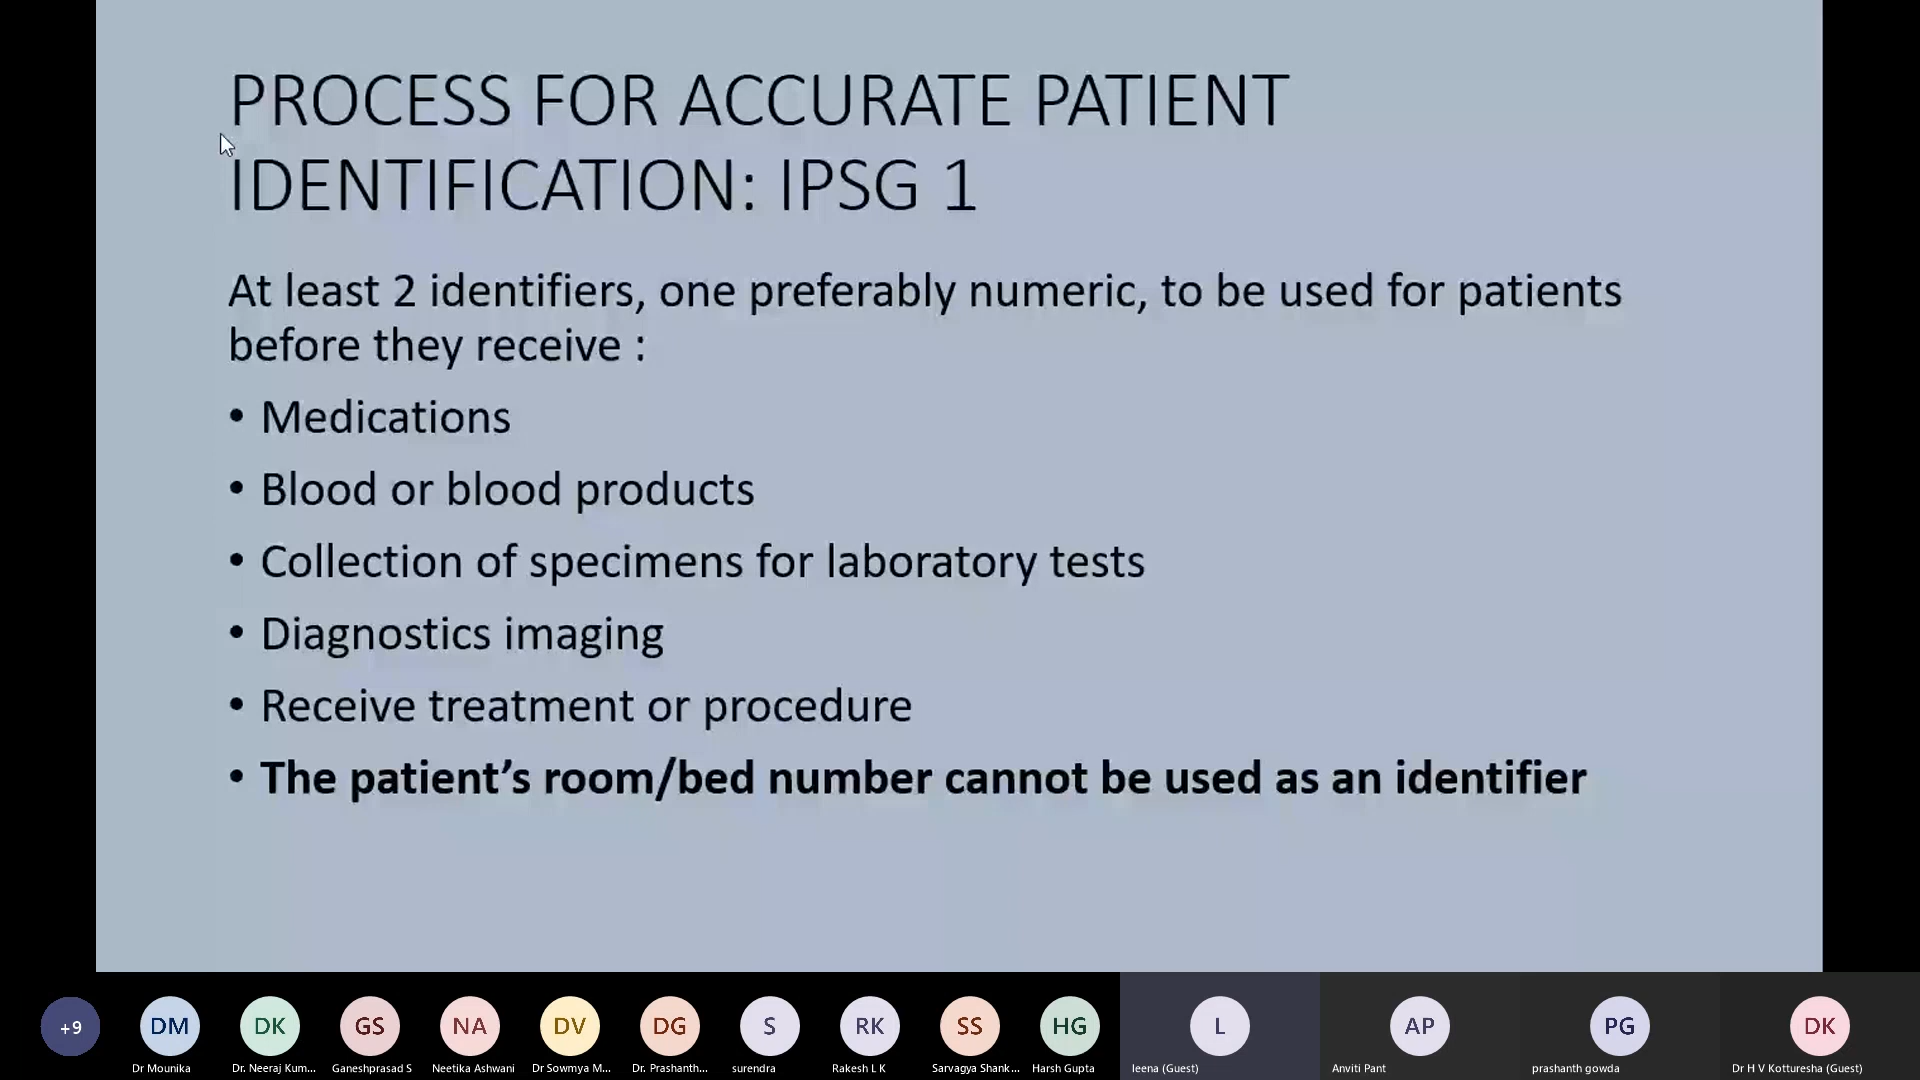 PROCESS FOR ACCURATE PATIENT
IDENTIFICATION: IPSG 1
At least 2 identifiers, one preferably numeric, to be used for patients
before they receive :
• Medications
• Blood or blood products
• Collection of specimens for laboratory tests
• Diagnostics imaging
• Receive treatment or procedure
• The patient’s room/bed number cannot be used as an identifier
+9 DM DK GS NA DV DG S RK SS HG L AP PG DK
Dr Mounika Dr. Neeraj Kum... Ganeshprasad S Neetika Ashwani Dr Sowmya M... Dr. Prashanth... surendra Rakesh L K Sarvagya Shank... Harsh Gupta leena (Guest) Anviti Pant prashanth gowda Dr H V Kotturesha (Guest)